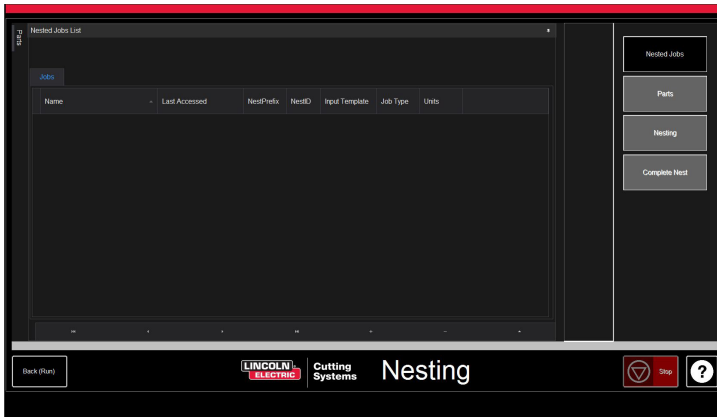 Parts
Nested Jobs List
Jobs
Name
Last Accessed
NestPrefix
NestID
Input Template
Job Type
Units
Nested Jobs
Parts
Nesting
Complete Nest
Back (Run)
LINCOLN
ELECTRIC
Cutting
Systems
Nesting
Stop
?